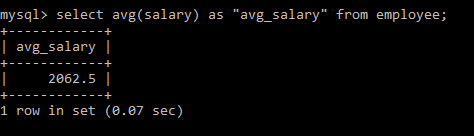 mysql> select avg(salary) as "avg_salary" from employee;
+------------+
| avg_salary |
+------------+
|     2062.5 |
+------------+
1 row in set (0.07 sec)